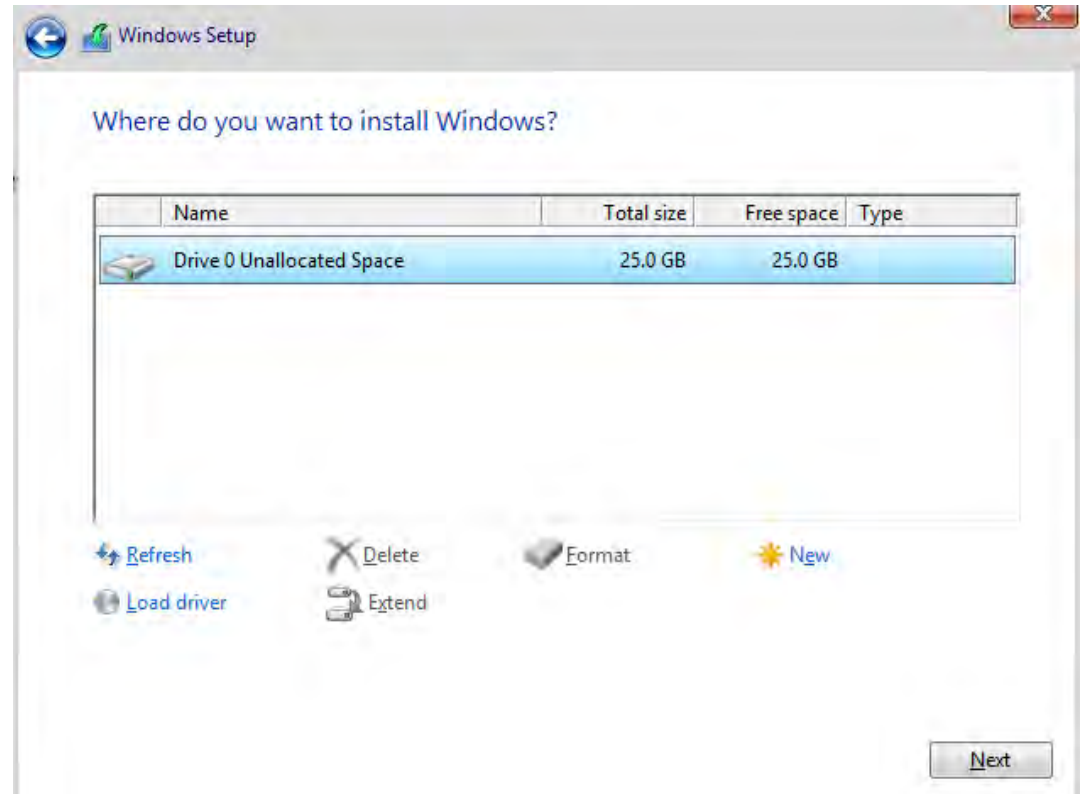 Windows Setup
Where do you want to install Windows?
Name Total size Free space Type
Drive 0 Unallocated Space 25.0 GB 25.0 GB
Refresh Delete Format New
Load driver Extend
Next